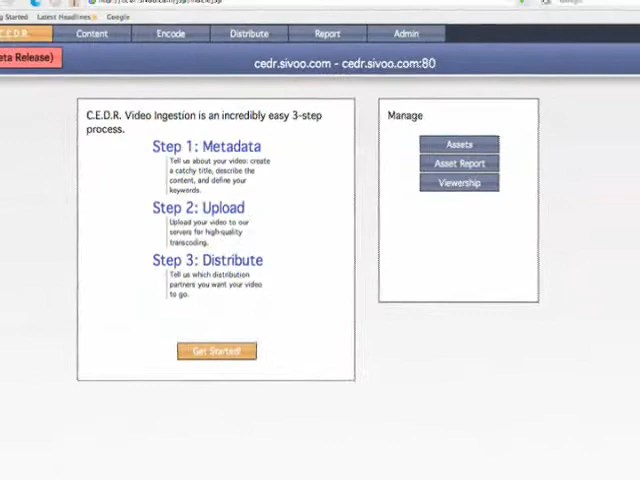 Started Latest Headlines Google
C.E.D.R. Content Encode Distribute Report Admin
eta Release)
cedr.sivoo.com - cedr.sivoo.com:80
C.E.D.R. Video Ingestion is an incredibly easy 3-step
process.
Step 1: Metadata
Tell us about your video: create
a catchy title, describe the
content, and define your
keywords.
Step 2: Upload
Upload your video to our
servers for high-quality
transcoding.
Step 3: Distribute
Tell us which distribution
partners you want your video
to go.
Get Started!
Manage
Assets
Asset Report
Viewership